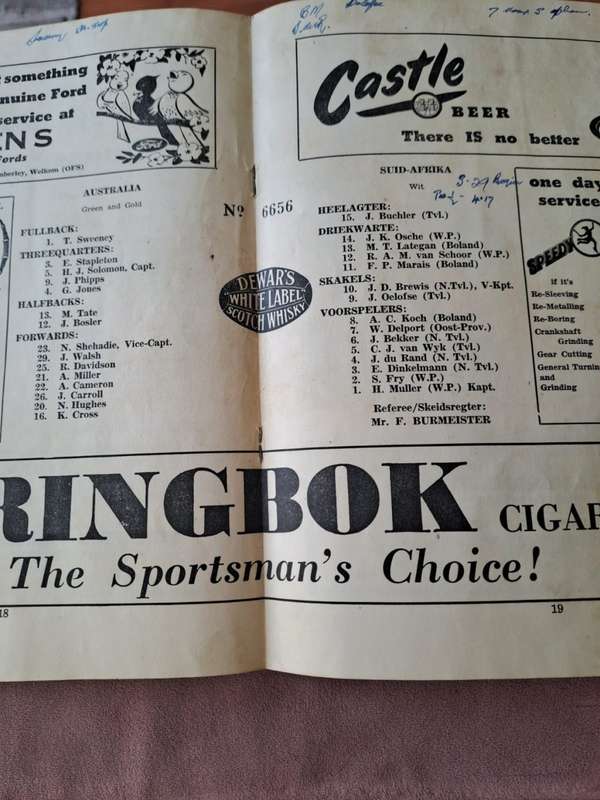 something
nuine Ford
service at
ENS
Fords
mberley, Welkom (OFS)
Ford
AUSTRALIA
Green and Gold
FULLBACK:
1. T. Sweeney
THREEQUARTERS:
3. E. Stapleton
5. H. J. Solomon, Capt.
9. J. Phipps
4. G. Jones
HALFBACKS:
13. M. Tate
12. J. Bosler
FORWARDS:
23. N. Shehadie, Vice-Capt.
29. J. Walsh
25. R. Davidson
21. A. Miller
22. A. Cameron
26. J. Carroll
20. N. Hughes
16. K. Cross
No 6656
DEWAR'S
"WHITE LABEL"
SCOTCH WHISKY
Castle
BEER
There IS no better
SUID-AFRIKA
Wit
HEELAGTER:
15. J. Buchler (Tvl.)
DRIEKWARTE:
14. J. K. Osche (W.P.)
13. M. T. Lategan (Boland)
12. R. A. M. van Schoor (W.P.)
11. F. P. Marais (Boland)
SKAKELS:
10. J. D. Brewis (N.Tvl.), V-Kpt.
9. J. Oelofse (Tvl.)
VOORSPELERS:
8. A. C. Koch (Boland)
7. W. Delport (Oost-Prov.)
6. J. Bekker (N. Tvl.)
5. C. J. van Wyk (Tvl.)
4. J. du Rand (N. Tvl.)
3. E. Dinkelmann (N. Tvl.)
2. S. Fry (W.P.)
1. H. Muller (W.P.) Kapt.
Referee/Skeidsregter:
Mr. F. BURMEISTER
one day
service
SPEEDY
If it's
Re-Sleeving
Re-Metalling
Re-Boring
Crankshaft
Grinding
Gear Cutting
General Turnin
and
Grinding
RINGBOK CIGAR
The Sportsman's Choice!
18
19